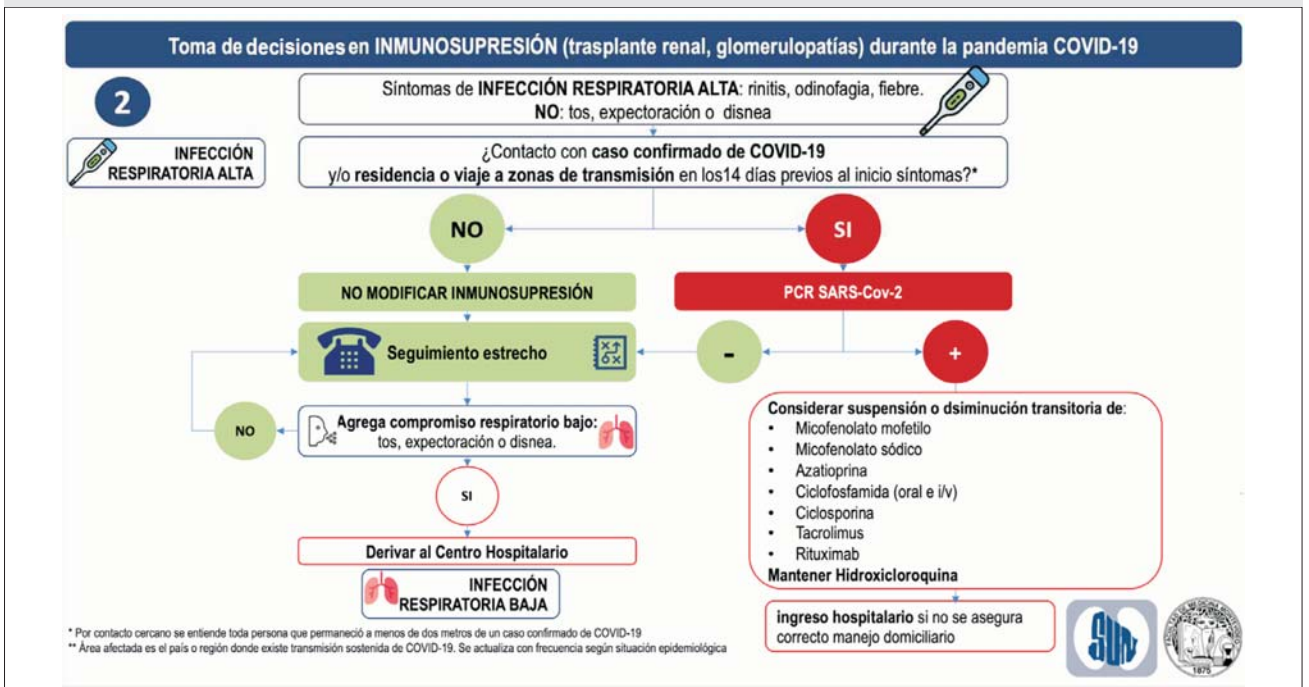 Toma de decisiones en INMUNOSUPRESIÓN (trasplante renal, glomerulopatías) durante la pandemia COVID-19
2
INFECCIÓN
RESPIRATORIA ALTA
Síntomas de INFECCIÓN RESPIRATORIA ALTA: rinitis, odinofagia, fiebre.
NO: tos, expectoración o disnea
¿Contacto con caso confirmado de COVID-19
y/o residencia o viaje a zonas de transmisión en los14 días previos al inicio síntomas?*
NO
SI
NO MODIFICAR INMUNOSUPRESIÓN
PCR SARS-Cov-2
Seguimiento estrecho
-
+
NO
Agrega compromiso respiratorio bajo:
tos, expectoración o disnea.
SI
Derivar al Centro Hospitalario
INFECCIÓN
RESPIRATORIA BAJA
Considerar suspensión o dsiminución transitoria de:
• Micofenolato mofetilo
• Micofenolato sódico
• Azatioprina
• Ciclofosfamida (oral e i/v)
• Ciclosporina
• Tacrolimus
• Rituximab
Mantener Hidroxicloroquina
ingreso hospitalario si no se asegura
correcto manejo domiciliario
* Por contacto cercano se entiende toda persona que permaneció a menos de dos metros de un caso confirmado de COVID-19
** Área afectada es el país o región donde existe transmisión sostenida de COVID-19. Se actualiza con frecuencia según situación epidemiológica
SUN
1875